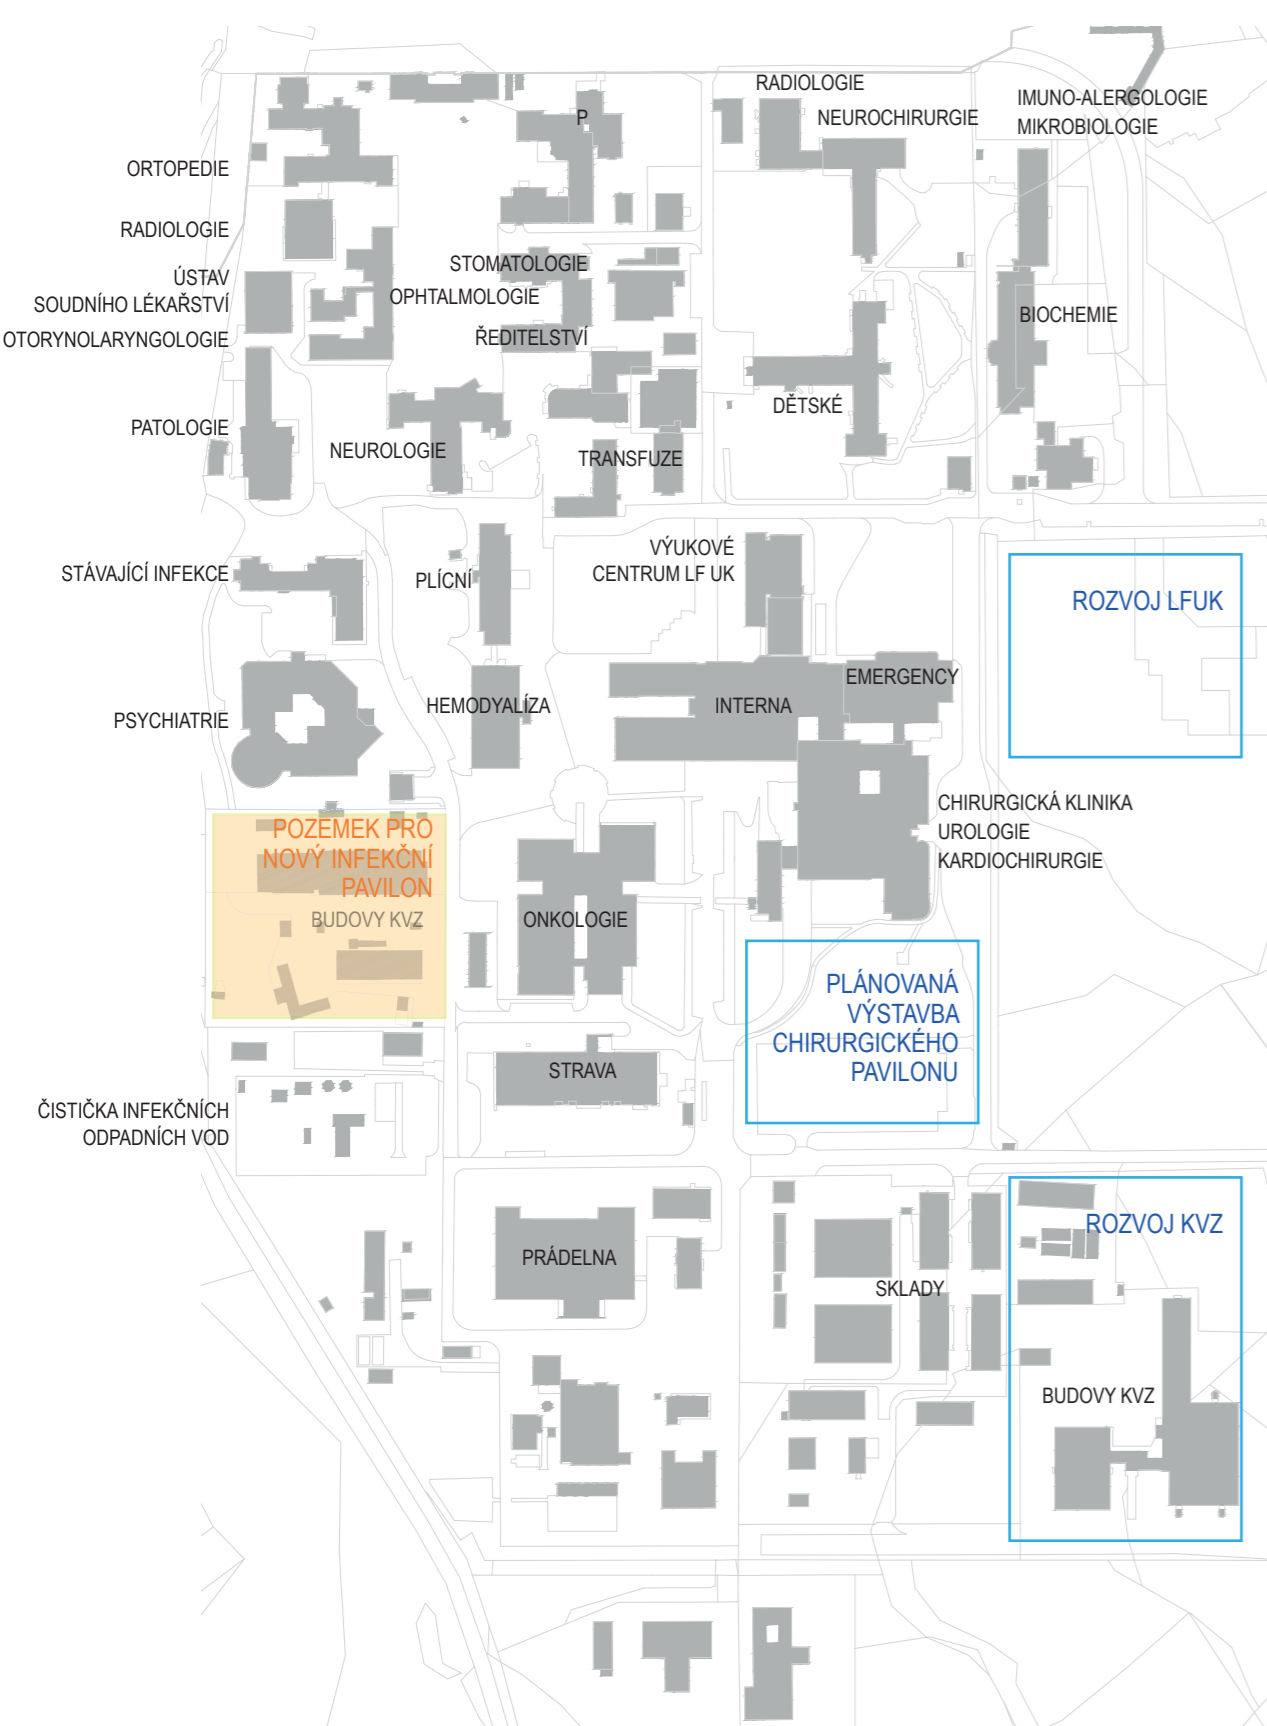 RADIOLOGIE
NEUROCHIRURGIE
IMUNO-ALERGOLOGIE
MIKROBIOLOGIE
P
ORTOPEDIE
RADIOLOGIE
ÚSTAV
SOUDNÍHO LÉKAŘSTVÍ
OTORYNOLARYNGOLOGIE
STOMATOLOGIE
OPHTALMOLOGIE
ŘEDITELSTVÍ
BIOCHEMIE
DĚTSKÉ
PATOLOGIE
NEUROLOGIE
TRANSFUZE
STÁVAJÍCÍ INFEKCE
PLÍCNÍ
VÝUKOVÉ
CENTRUM LF UK
ROZVOJ LFUK
PSYCHIATRIE
HEMODYALÍZA
INTERNA
EMERGENCY
CHIRURGICKÁ KLINIKA
UROLOGIE
KARDIOCHIRURGIE
POZEMEK PRO
NOVÝ INFEKČNÍ
PAVILON
BUDOVY KVZ
ONKOLOGIE
PLÁNOVANÁ
VÝSTAVBA
CHIRURGICKÉHO
PAVILONU
STRAVA
ČISTIČKA INFEKČNÍCH
ODPADNÍCH VOD
PRÁDELNA
SKLADY
ROZVOJ KVZ
BUDOVY KVZ